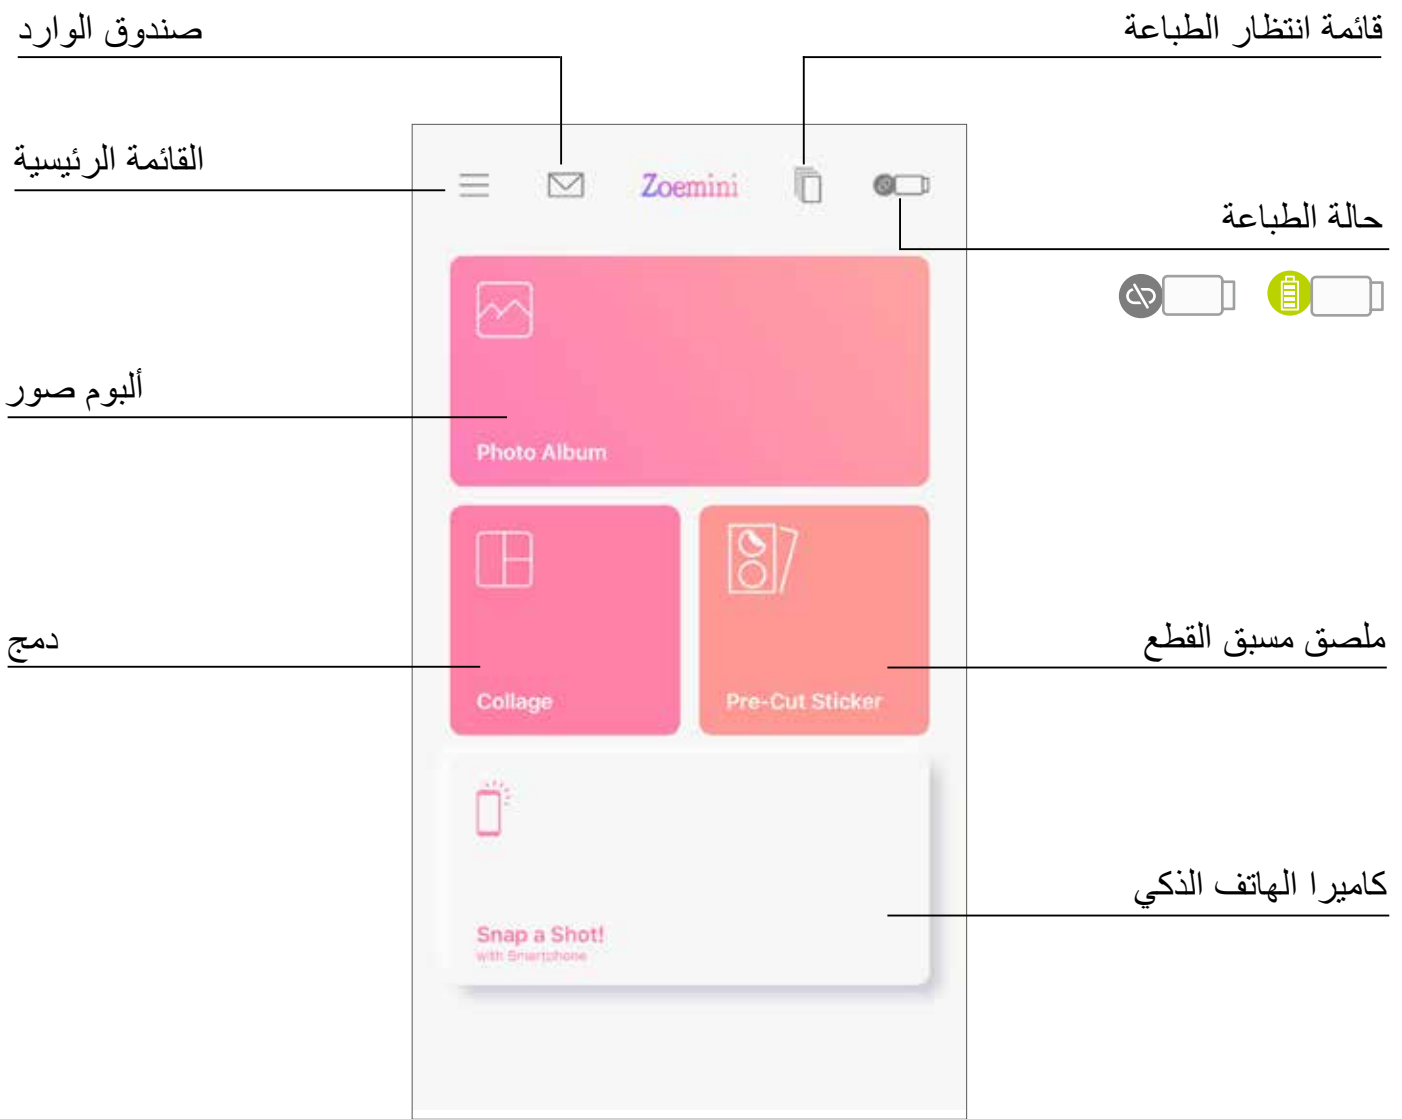 صندوق الوارد
قائمة انتظار الطباعة
القائمة الرئيسية
Zoemini
حالة الطباعة
ألبوم صور
Photo Album
دمج
ملصق مسبق القطع
Collage
Pre-Cut Sticker
كاميرا الهاتف الذكي
Snap a Shot!
with Smartphone